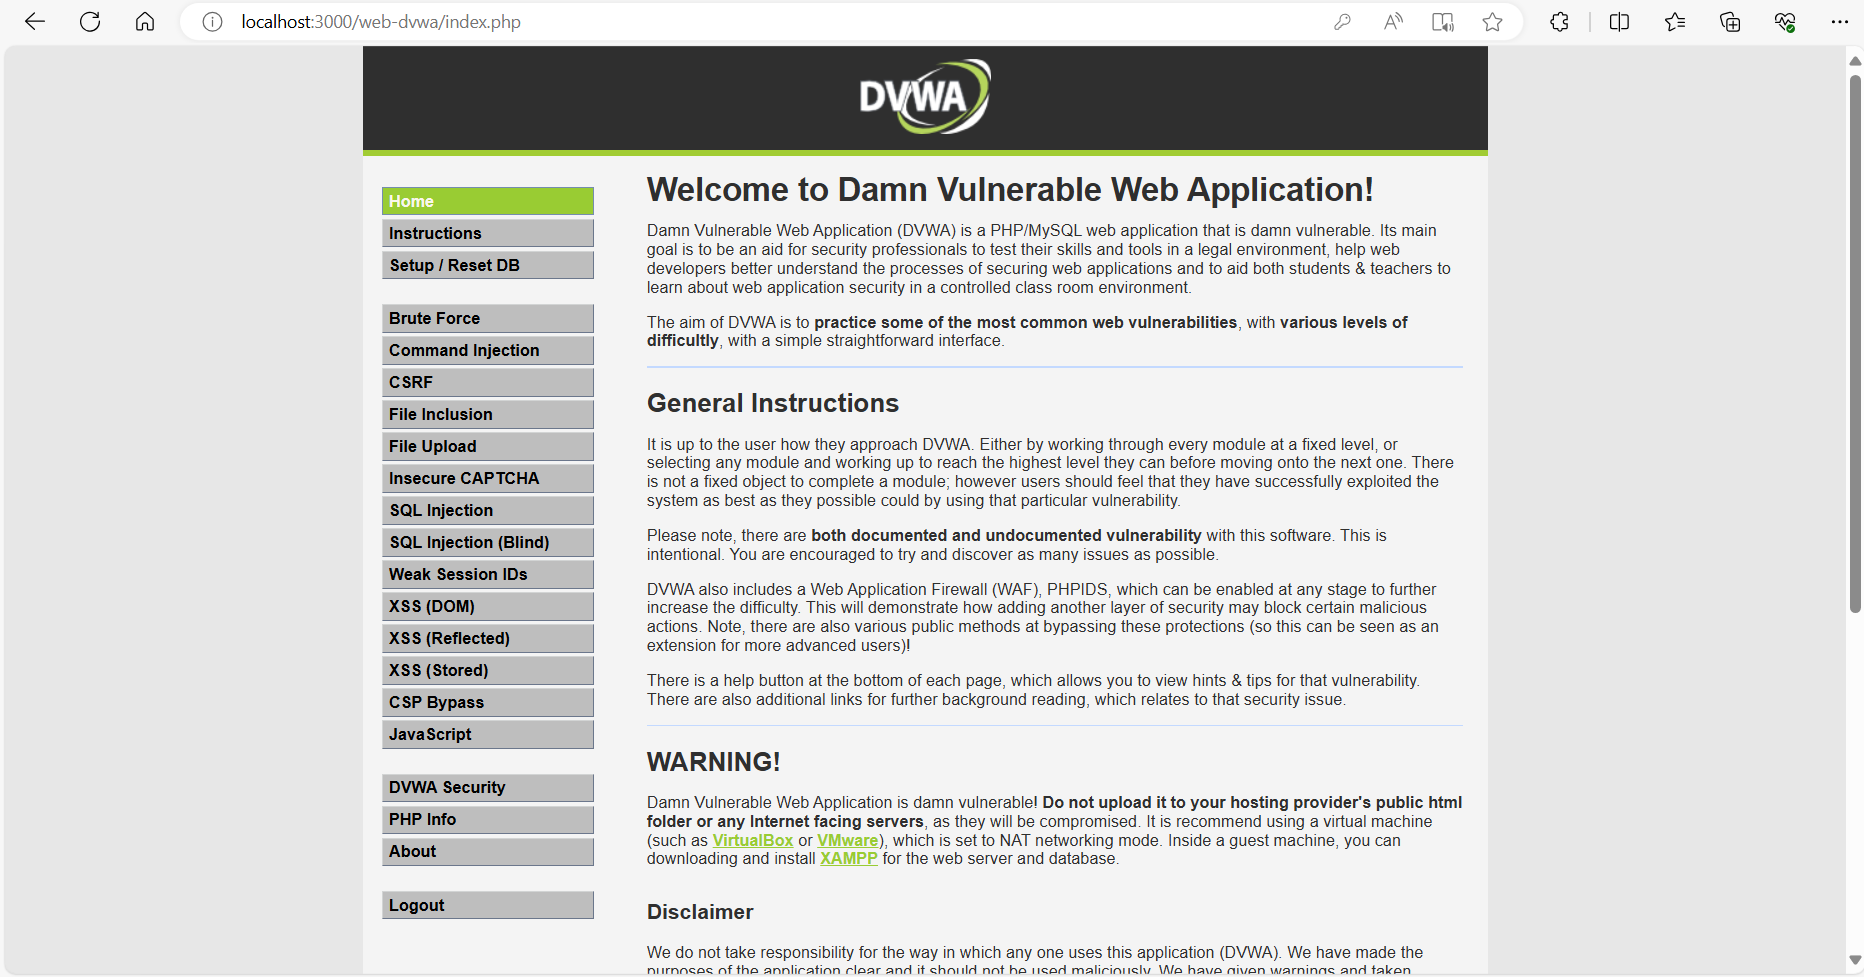 localhost:3000/web-dvwa/index.php
DVWA
Home
Instructions
Setup / Reset DB
Brute Force
Command Injection
CSRF
File Inclusion
File Upload
Insecure CAPTCHA
SQL Injection
SQL Injection (Blind)
Weak Session IDs
XSS (DOM)
XSS (Reflected)
XSS (Stored)
CSP Bypass
JavaScript
DVWA Security
PHP Info
About
Logout
Welcome to Damn Vulnerable Web Application!
Damn Vulnerable Web Application (DVWA) is a PHP/MySQL web application that is damn vulnerable. Its main
goal is to be an aid for security professionals to test their skills and tools in a legal environment, help web
developers better understand the processes of securing web applications and to aid both students & teachers to
learn about web application security in a controlled class room environment.
The aim of DVWA is to practice some of the most common web vulnerabilities, with various levels of
difficultly, with a simple straightforward interface.
General Instructions
It is up to the user how they approach DVWA. Either by working through every module at a fixed level, or
selecting any module and working up to reach the highest level they can before moving onto the next one. There
is not a fixed object to complete a module; however users should feel that they have successfully exploited the
system as best as they possible could by using that particular vulnerability.
Please note, there are both documented and undocumented vulnerability with this software. This is
intentional. You are encouraged to try and discover as many issues as possible.
DVWA also includes a Web Application Firewall (WAF), PHPIDS, which can be enabled at any stage to further
increase the difficulty. This will demonstrate how adding another layer of security may block certain malicious
actions. Note, there are also various public methods at bypassing these protections (so this can be seen as an
extension for more advanced users)!
There is a help button at the bottom of each page, which allows you to view hints & tips for that vulnerability.
There are also additional links for further background reading, which relates to that security issue.
WARNING!
Damn Vulnerable Web Application is damn vulnerable! Do not upload it to your hosting provider's public html
folder or any Internet facing servers, as they will be compromised. It is recommend using a virtual machine
(such as VirtualBox or VMware), which is set to NAT networking mode. Inside a guest machine, you can
downloading and install XAMPP for the web server and database.
Disclaimer
We do not take responsibility for the way in which any one uses this application (DVWA). We have made the
purposes of the application clear and it should not be used maliciously. We have given warnings and taken